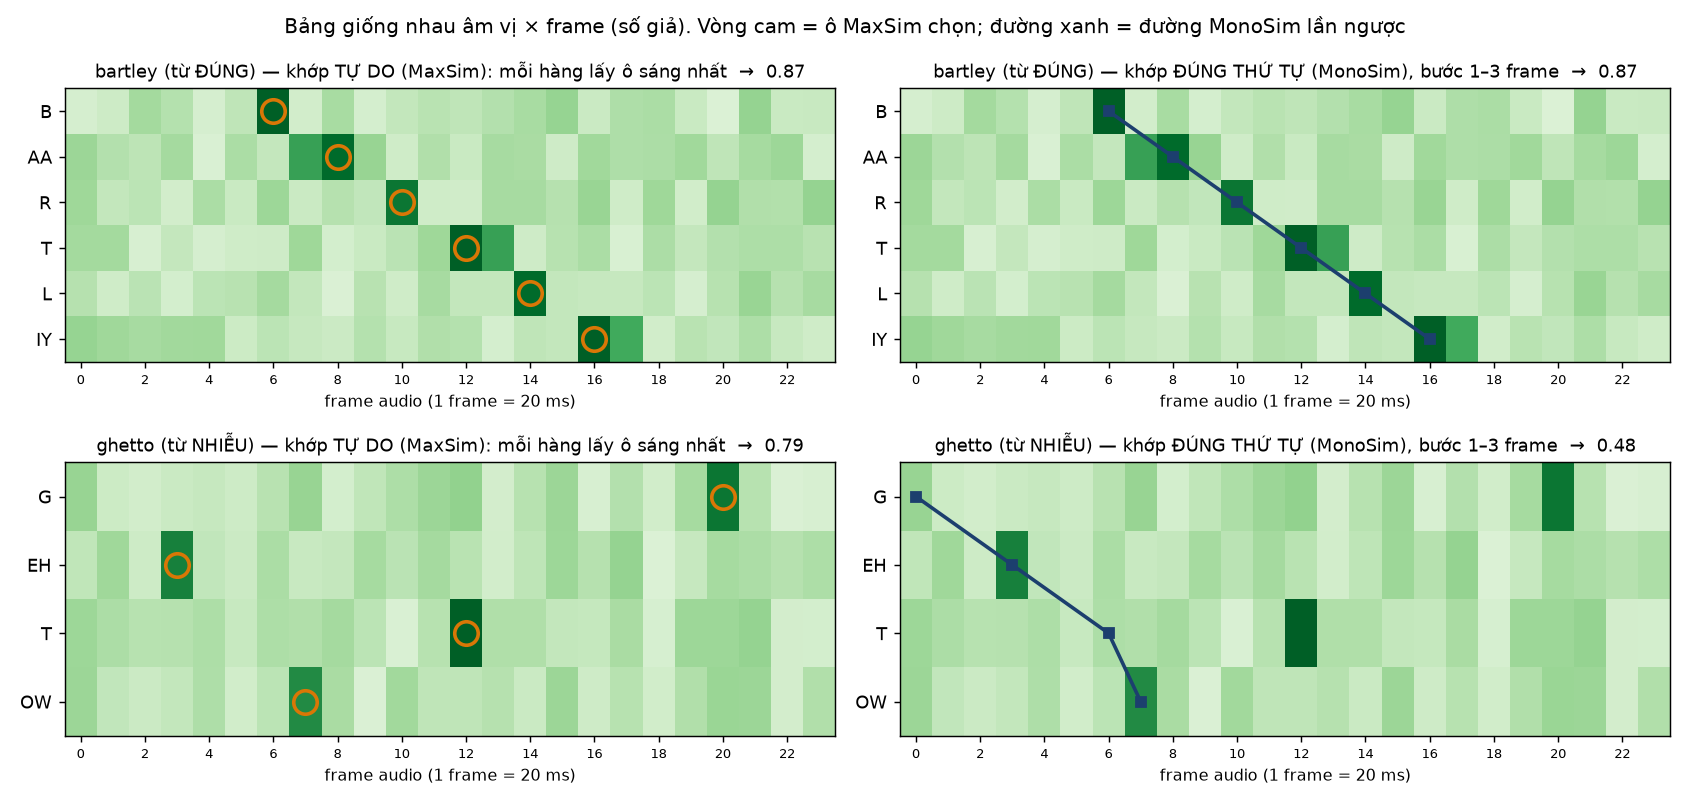 Bảng giống nhau âm vị × frame (số giả). Vòng cam = ô MaxSim chọn; đường xanh = đường MonoSim lần ngược
bartley (từ ĐÚNG) — khớp TỰ DO (MaxSim): mỗi hàng lấy ô sáng nhất → 0.87
B
AA
R
T
L
IY
0 2 4 6 8 10 12 14 16 18 20 22
frame audio (1 frame = 20 ms)
bartley (từ ĐÚNG) — khớp ĐÚNG THỨ TỰ (MonoSim), bước 1–3 frame → 0.87
B
AA
R
T
L
IY
0 2 4 6 8 10 12 14 16 18 20 22
frame audio (1 frame = 20 ms)
ghetto (từ NHIỄU) — khớp TỰ DO (MaxSim): mỗi hàng lấy ô sáng nhất → 0.79
G
EH
T
OW
0 2 4 6 8 10 12 14 16 18 20 22
frame audio (1 frame = 20 ms)
ghetto (từ NHIỄU) — khớp ĐÚNG THỨ TỰ (MonoSim), bước 1–3 frame → 0.48
G
EH
T
OW
0 2 4 6 8 10 12 14 16 18 20 22
frame audio (1 frame = 20 ms)